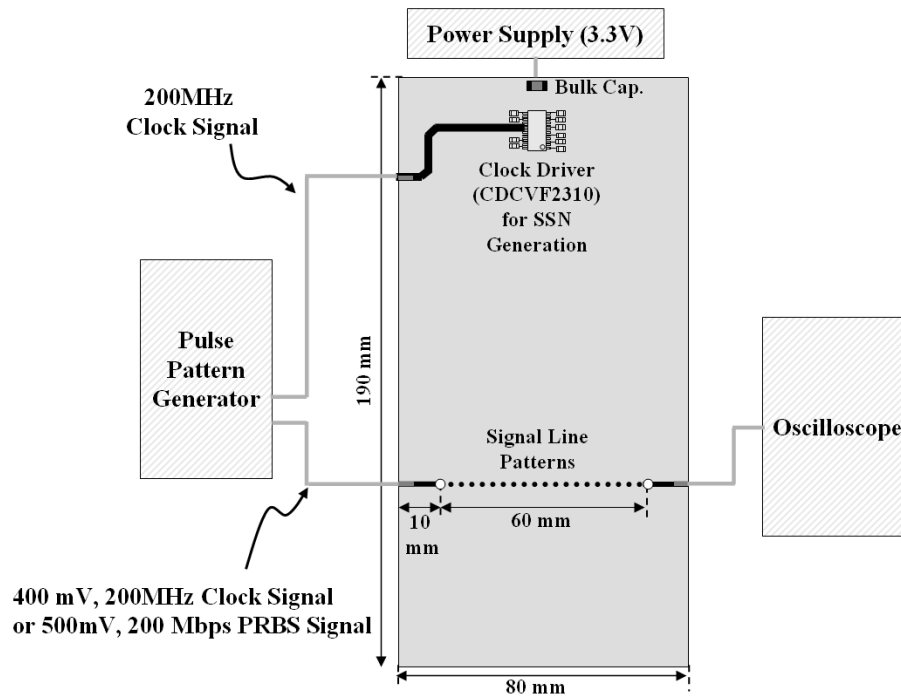 Power Supply (3.3V)
Bulk Cap.
200MHz
Clock Signal
Clock Driver
(CDCVF2310)
for SSN
Generation
Pulse
Pattern
Generator
190 mm
Signal Line
Patterns
Oscilloscope
10
mm
60 mm
400 mV, 200MHz Clock Signal
or 500mV, 200 Mbps PRBS Signal
80 mm